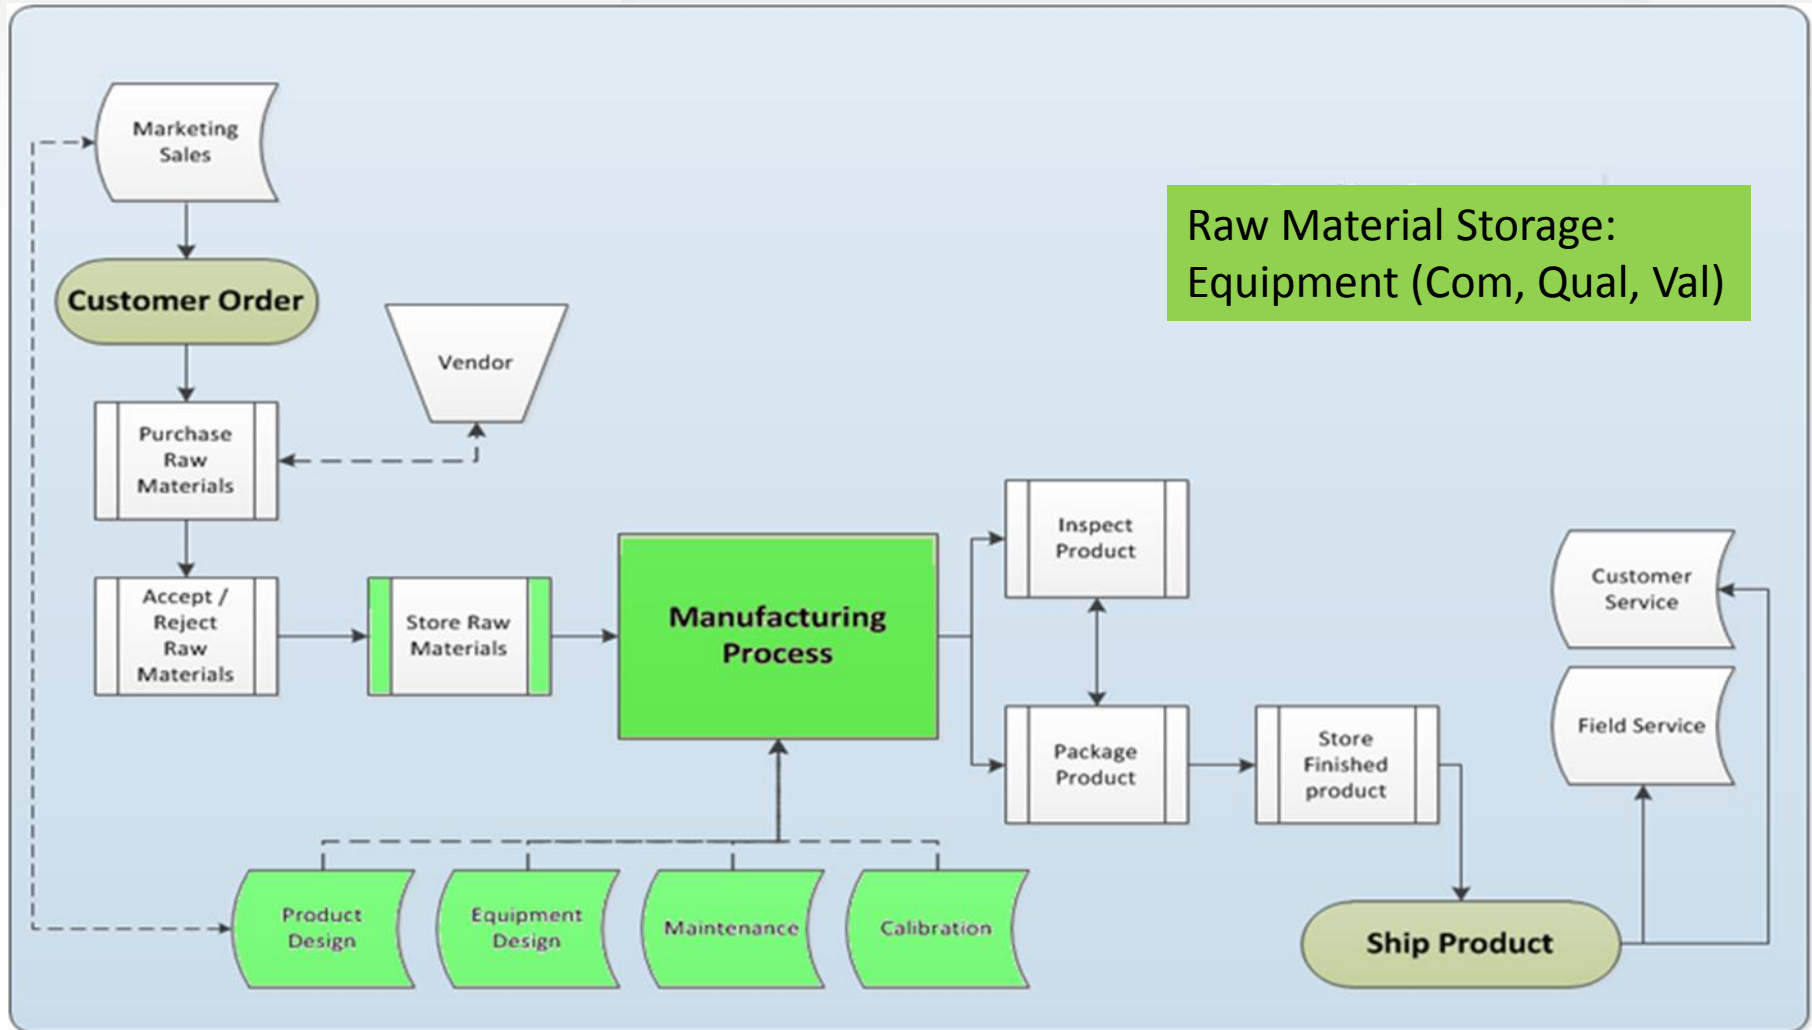 Marketing
Sales
Raw Material Storage:
Equipment (Com, Qual, Val)
Customer Order
Vendor
Purchase
Raw
Materials
Accept /
Reject
Raw
Materials
Store Raw
Materials
Manufacturing
Process
Inspect
Product
Package
Product
Store
Finished
product
Customer
Service
Field Service
Product
Design
Equipment
Design
Maintenance
Calibration
Ship Product